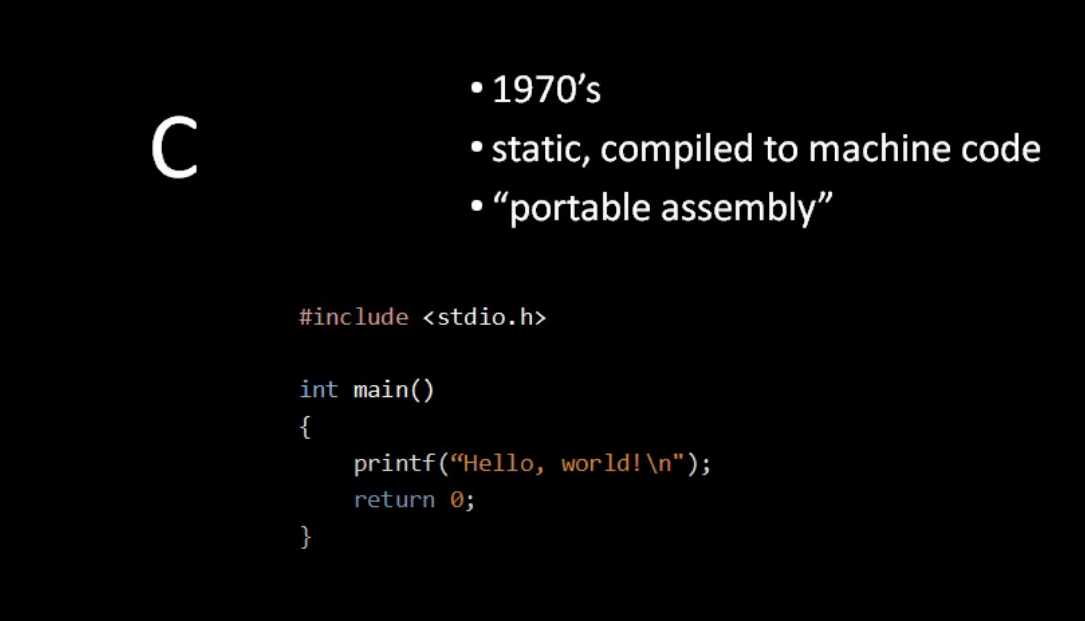 C
• 1970’s
• static, compiled to machine code
• “portable assembly”
#include <stdio.h>
int main()
{
    printf(“Hello, world!\n");
    return 0;
}